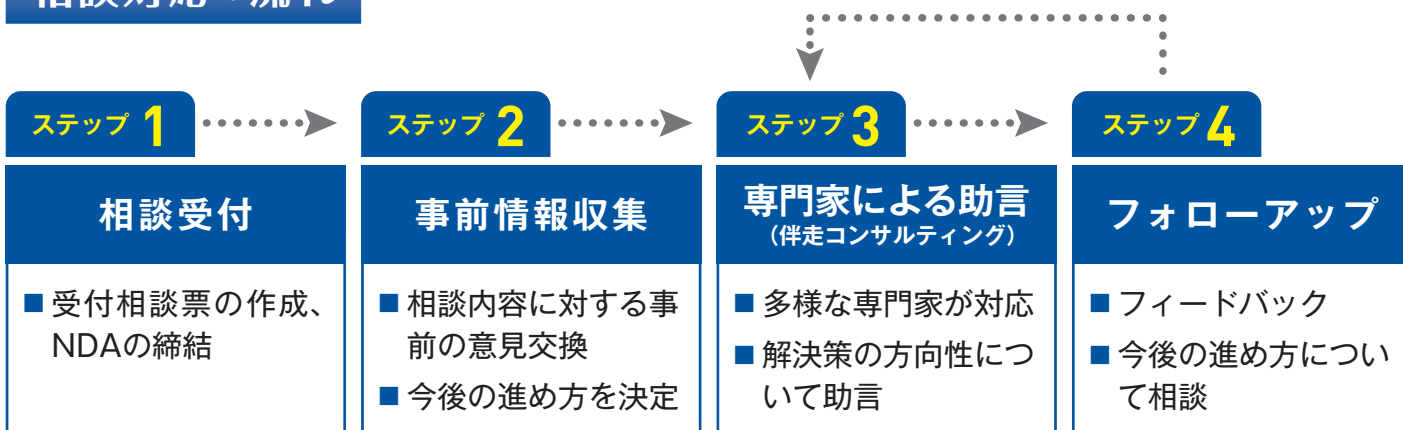 相談対応の流れ
ステップ 1
相談受付
■ 受付相談票の作成、
NDAの締結
ステップ 2
事前情報収集
■ 相談内容に対する事
前の意見交換
■ 今後の進め方を決定
ステップ 3
専門家による助言
（伴走コンサルティング）
■ 多様な専門家が対応
■ 解決策の方向性につ
いて助言
ステップ 4
フォローアップ
■ フィードバック
■ 今後の進め方につい
て相談